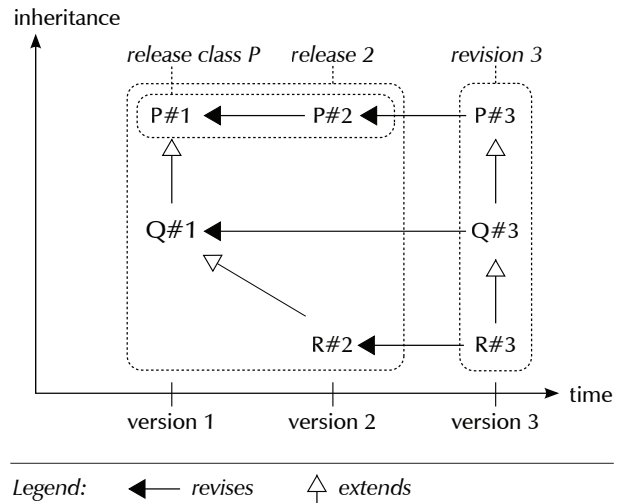 inheritance
release class P release 2 revision 3
P#1 P#2 P#3
Q#1 Q#3
R#2 R#3
time
version 1 version 2 version 3
Legend: revises extends